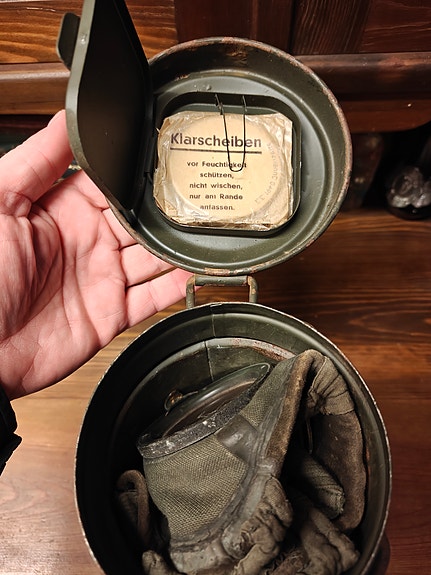 Klarscheiben
vor Feuchtigkeit
schützen,
nicht wischen,
nur am Rande
anfassen.